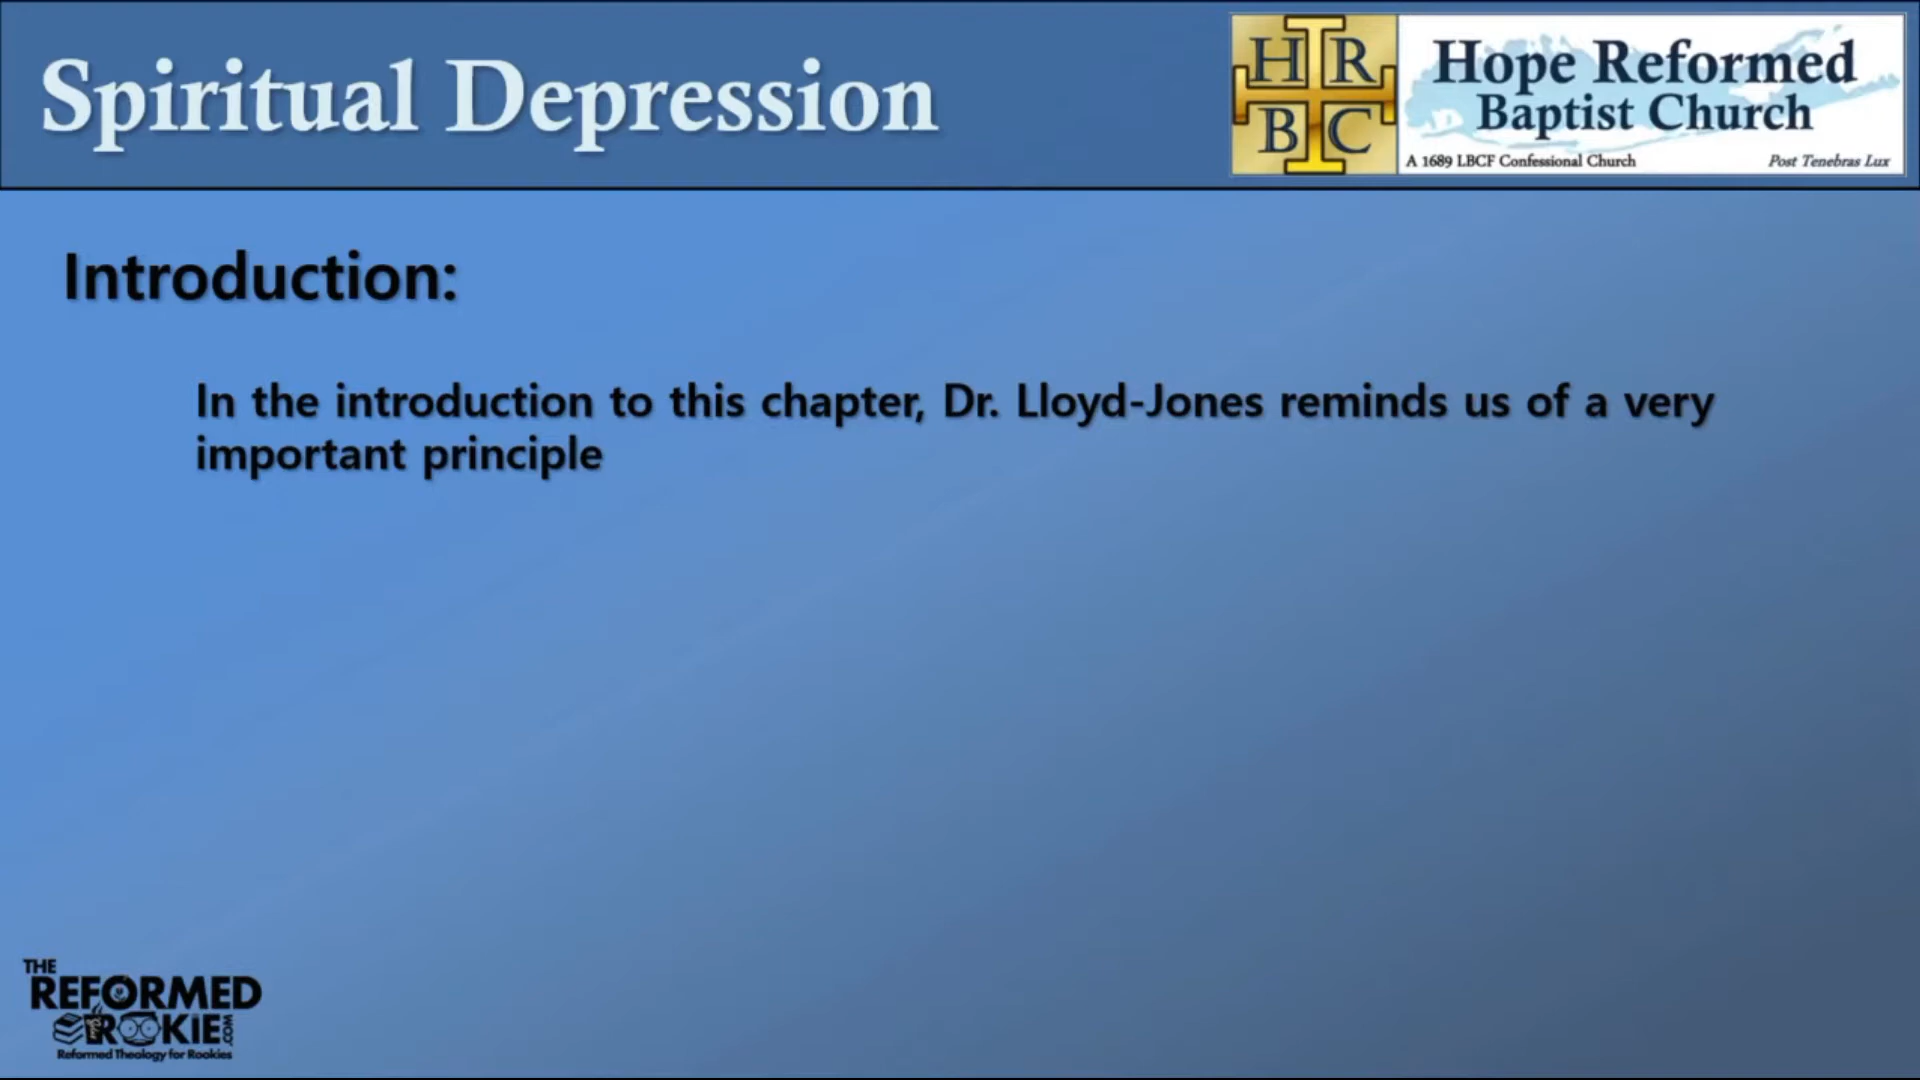 Spiritual Depression
H R
B C
Hope Reformed
Baptist Church
A 1689 LBCF Confessional Church
Post Tenebras Lux
Introduction:
In the introduction to this chapter, Dr. Lloyd-Jones reminds us of a very
important principle
THE
REFORMED
ROOKIE.COM
Reformed Theology for Rookies